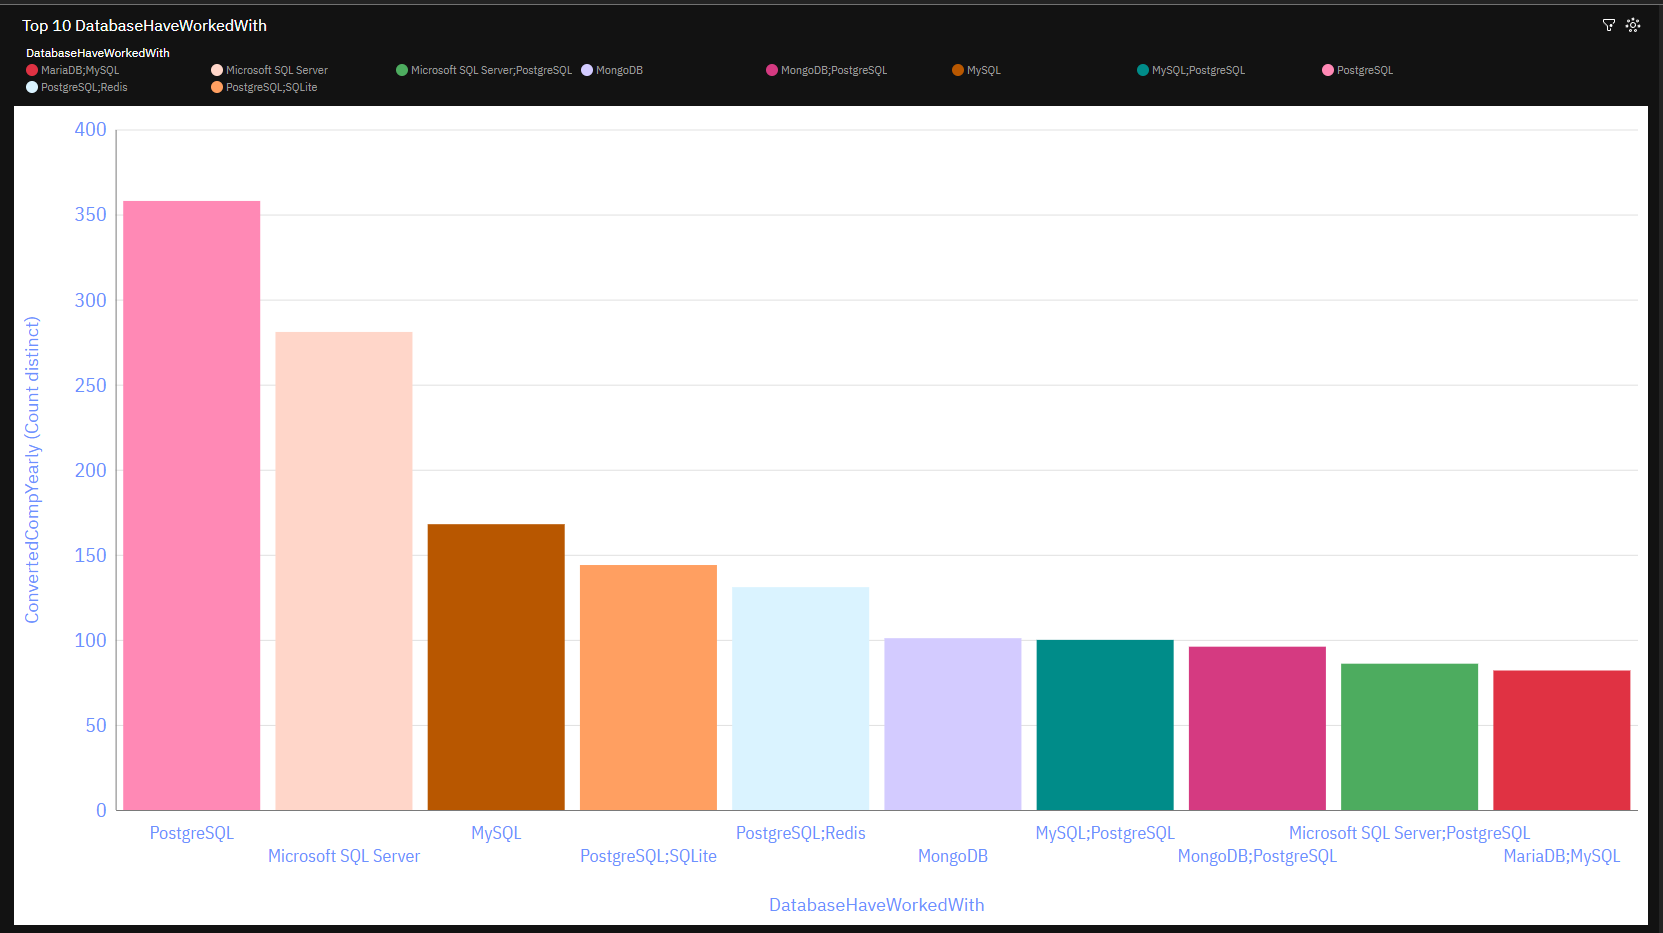 Top 10 DatabaseHaveWorkedWith
DatabaseHaveWorkedWith
MariaDB;MySQL Microsoft SQL Server Microsoft SQL Server;PostgreSQL MongoDB MongoDB;PostgreSQL MySQL MySQL;PostgreSQL PostgreSQL
PostgreSQL;Redis PostgreSQL;SQLite
400
350
300
250
200
150
100
50
0
ConvertedCompYearly (Count distinct)
PostgreSQL MySQL PostgreSQL;Redis MySQL;PostgreSQL Microsoft SQL Server;PostgreSQL
Microsoft SQL Server PostgreSQL;SQLite MongoDB MongoDB;PostgreSQL MariaDB;MySQL
DatabaseHaveWorkedWith